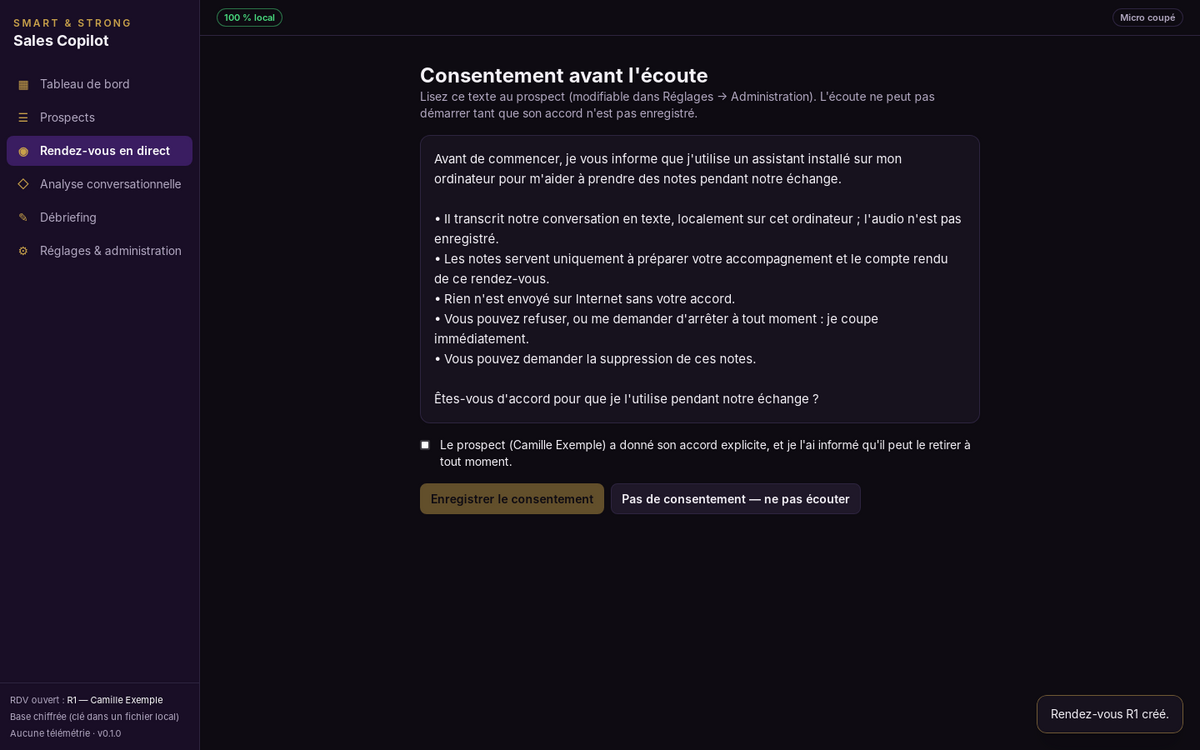 SMART & STRONG
Sales Copilot
Tableau de bord
Prospects
Rendez-vous en direct
Analyse conversationnelle
Débriefing
Réglages & administration
RDV ouvert : R1 — Camille Exemple
Base chiffrée (clé dans un fichier local)
Aucune télémétrie · v0.1.0
100 % local
Micro coupé
Consentement avant l'écoute
Lisez ce texte au prospect (modifiable dans Réglages → Administration). L'écoute ne peut pas
démarrer tant que son accord n'est pas enregistré.
Avant de commencer, je vous informe que j'utilise un assistant installé sur mon
ordinateur pour m'aider à prendre des notes pendant notre échange.
• Il transcrit notre conversation en texte, localement sur cet ordinateur ; l'audio n'est pas
enregistré.
• Les notes servent uniquement à préparer votre accompagnement et le compte rendu
de ce rendez-vous.
• Rien n'est envoyé sur Internet sans votre accord.
• Vous pouvez refuser, ou me demander d'arrêter à tout moment : je coupe
immédiatement.
• Vous pouvez demander la suppression de ces notes.
Êtes-vous d'accord pour que je l'utilise pendant notre échange ?
Le prospect (Camille Exemple) a donné son accord explicite, et je l'ai informé qu'il peut le retirer à
tout moment.
Enregistrer le consentement
Pas de consentement — ne pas écouter
Rendez-vous R1 créé.